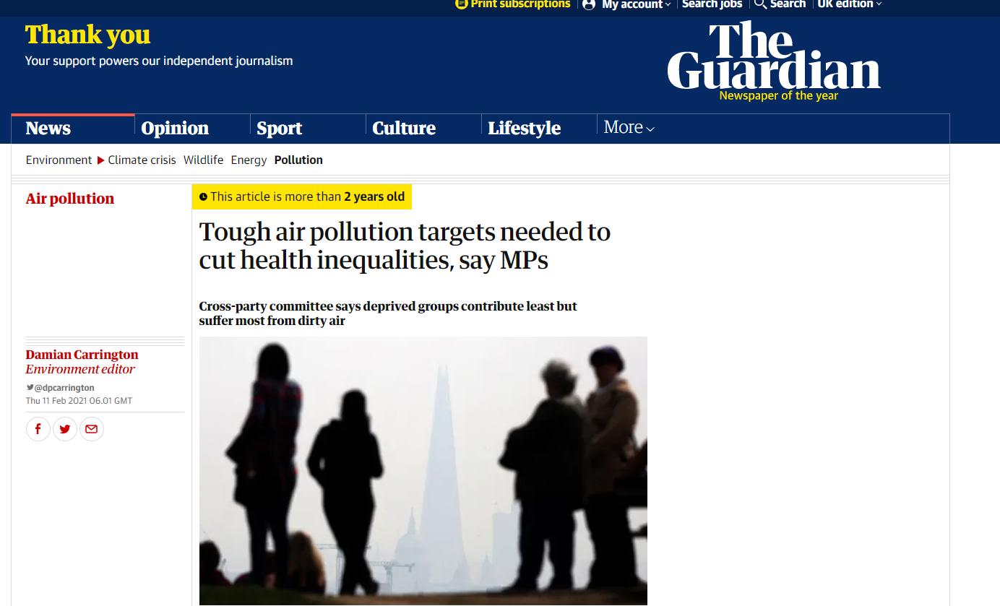 Print subscriptions
My account
Search jobs
Search
UK edition
Thank you
Your support powers our independent journalism
The
Guardian
Newspaper of the year
News
Opinion
Sport
Culture
Lifestyle
More
Environment
Climate crisis
Wildlife
Energy
Pollution
Air pollution
This article is more than 2 years old
Tough air pollution targets needed to
cut health inequalities, say MPs
Cross-party committee says deprived groups contribute least but
suffer most from dirty air
Damian Carrington
Environment editor
@dpcarrington
Thu 11 Feb 2021 06.01 GMT